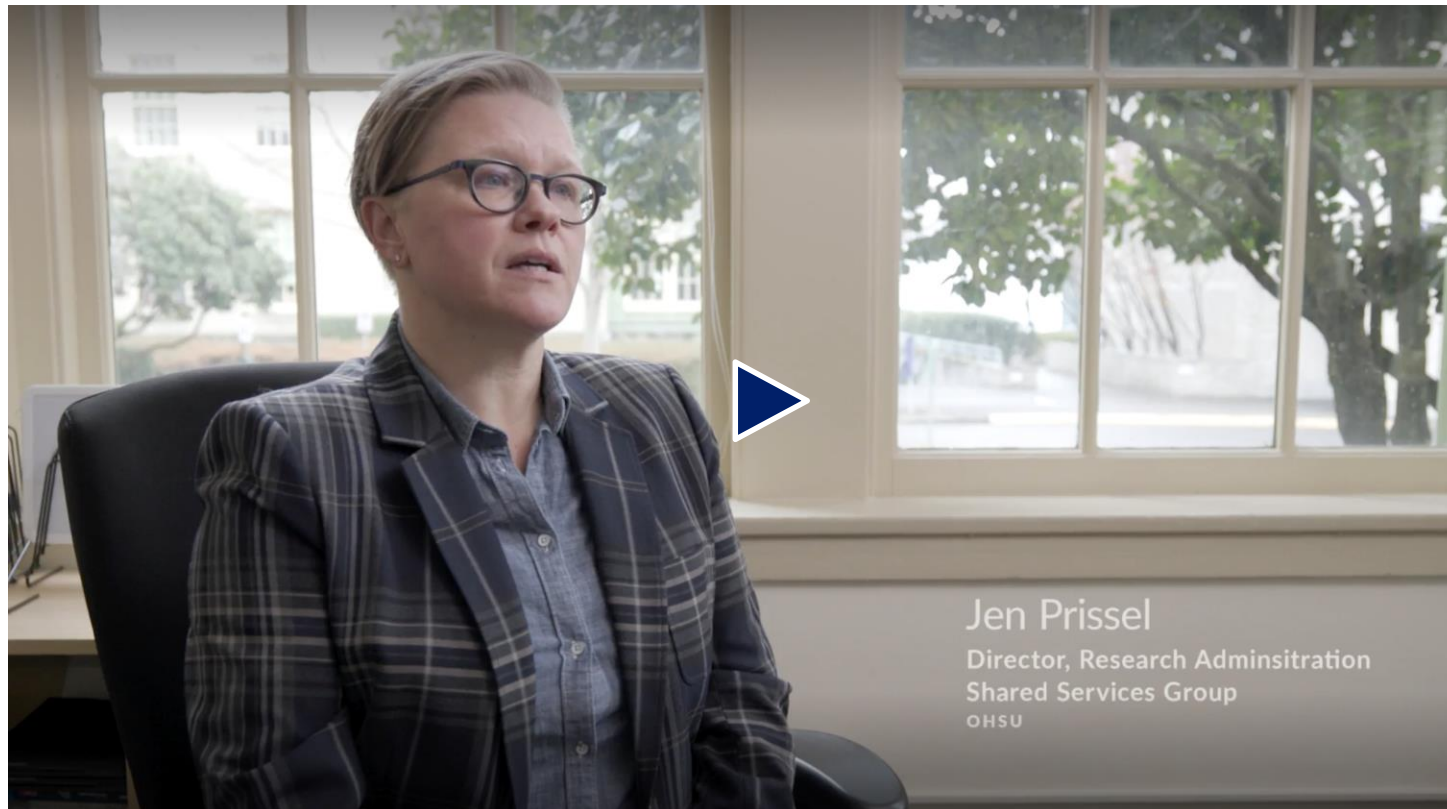 Jen Prissel
Director, Research Adminsitration
Shared Services Group
OHSU